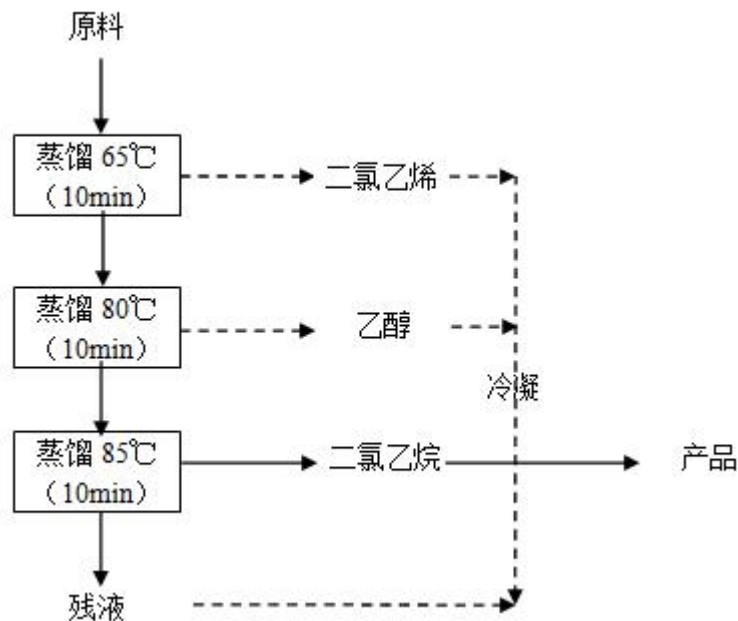 原料
蒸馏 65℃
（10min）
二氯乙烯
蒸馏 80℃
（10min）
乙醇
冷凝
蒸馏 85℃
（10min）
二氯乙烷
产品
残液